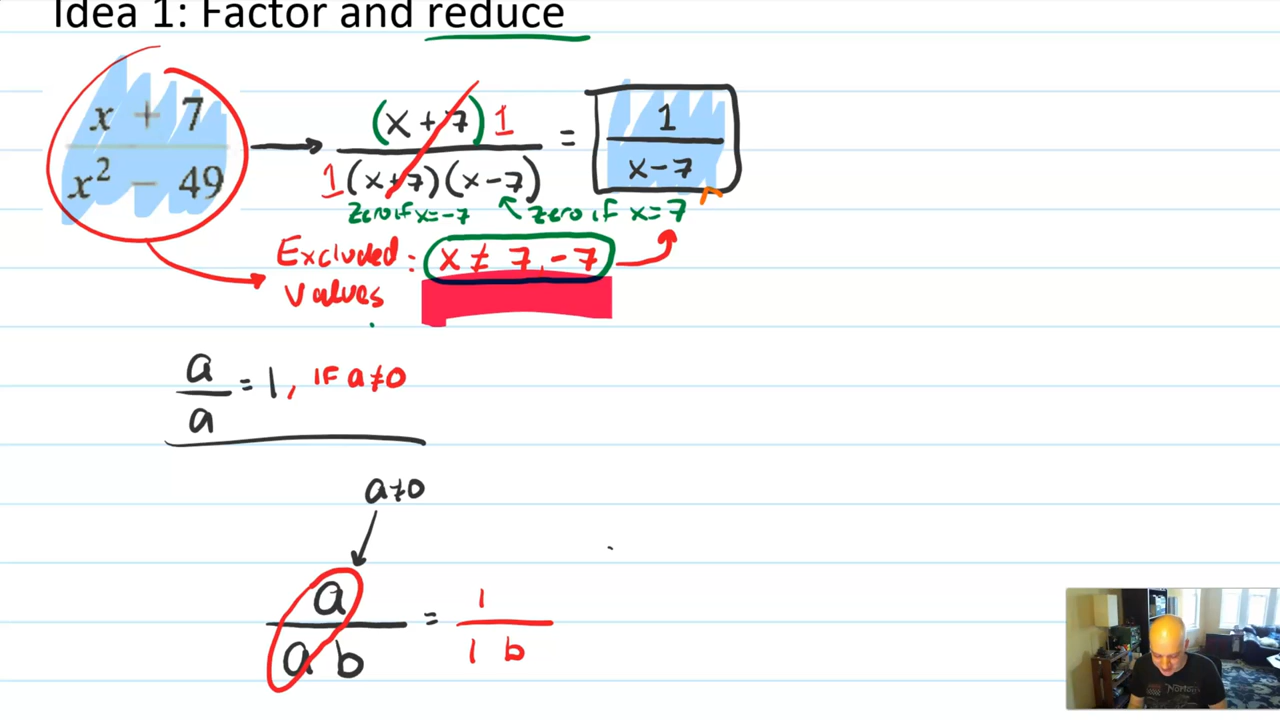 Idea 1: Factor and reduce
x + 7
x² − 49
(x + 7) 1
1 (x+7)(x−7)
=
1
x−7
Zero if x=−7
Zero if x=7
Excluded Values: x ≠ 7, −7
a
a
= 1, if a≠0
a≠0
a
a b
=
1
1 b
Norton